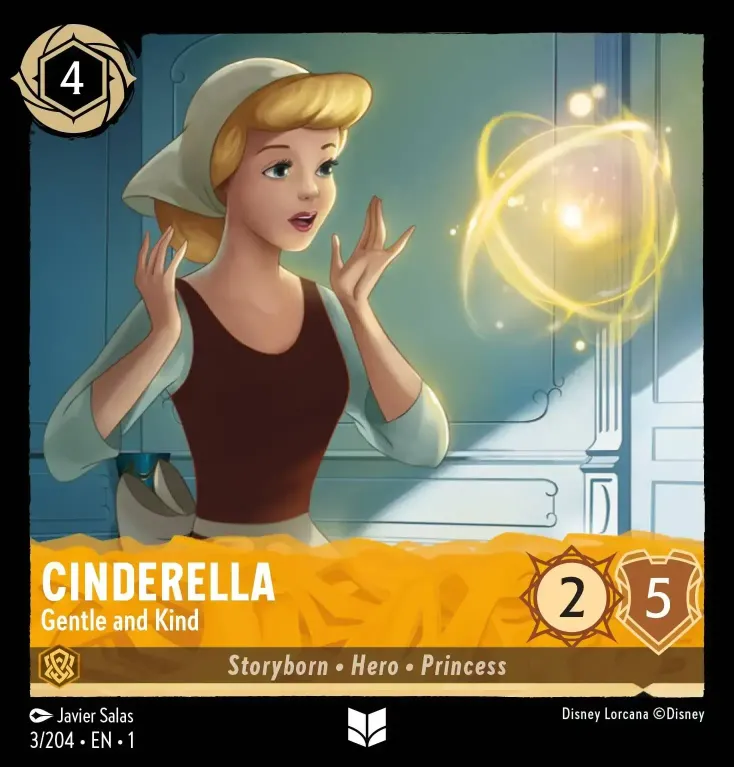 4
CINDERELLA
Gentle and Kind
2
5
Storyborn • Hero • Princess
Javier Salas
Disney Lorcana ©Disney
3/204 • EN • 1